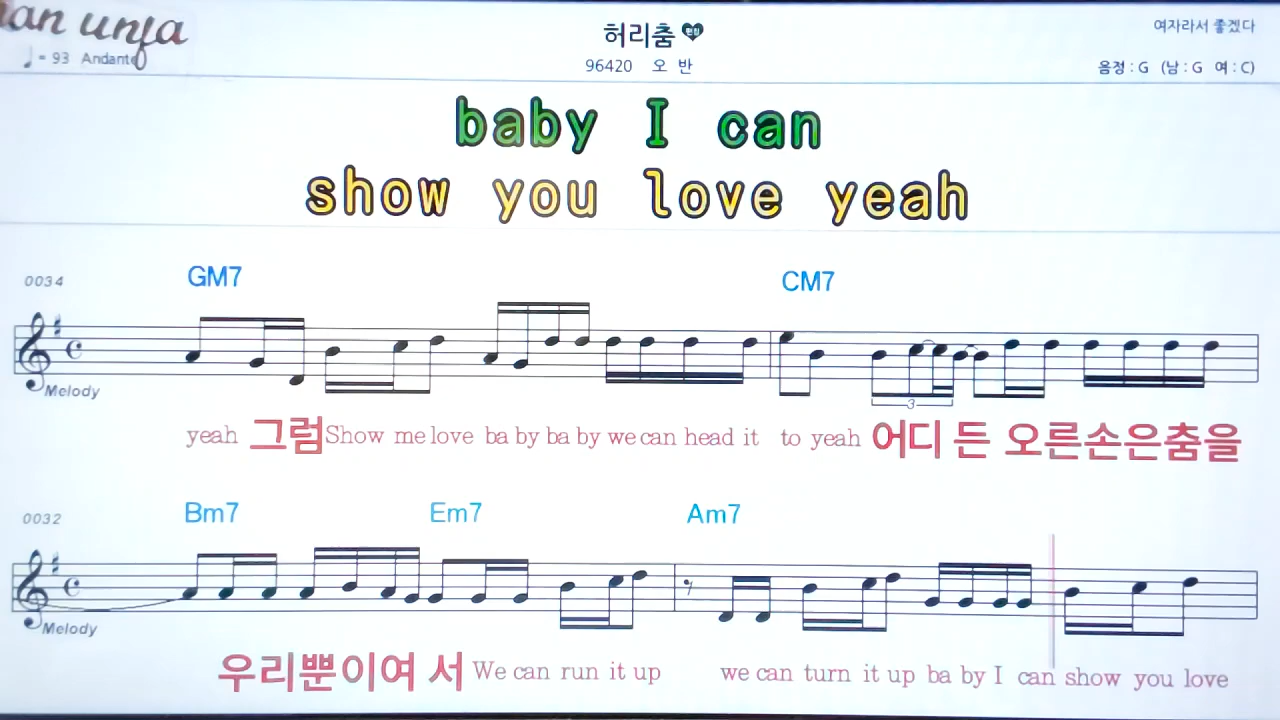 an unja
♩= 93 Andante
허리춤 편집
96420 오 반
여자라서 좋겠다
음정 : G (남 : G 여 : C)
baby I can
show you love yeah
0034
GM7 CM7
Melody
3
yeah 그럼 Show me love ba by ba by we can head it to yeah 어디 든 오른손은춤을
0032
Bm7 Em7 Am7
Melody
우리뿐이여 서 We can run it up we can turn it up ba by I can show you love